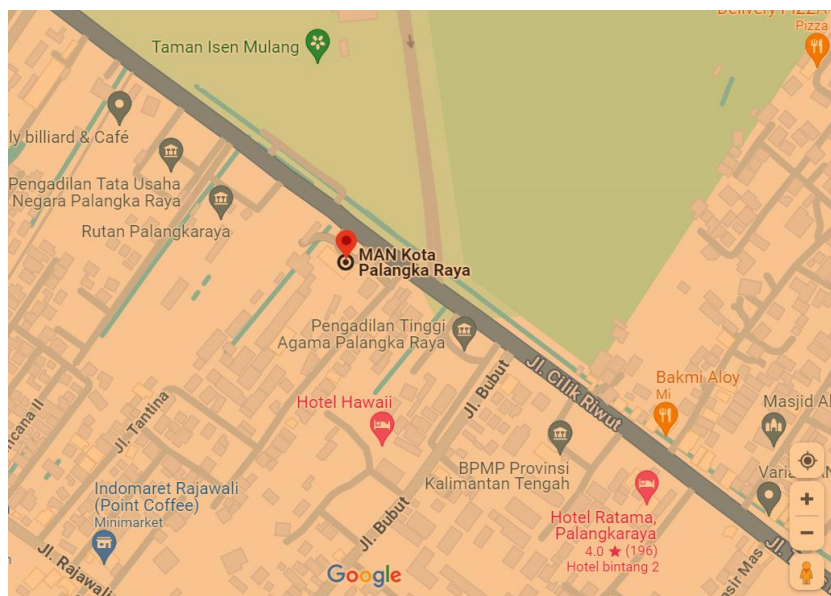 Delivery PIZZA
Pizza
Taman Isen Mulang
ly billiard & Café
Pengadilan Tata Usaha
Negara Palangka Raya
Rutan Palangkaraya
MAN Kota
Palangka Raya
Pengadilan Tinggi
Agama Palangka Raya
Jl. Bubut
Jl. Cilik Riwut
Bakmi Aloy
Mi
Hotel Hawaii
Masjid Al
Jl. Tantina
ncana II
BPMP Provinsi
Kalimantan Tengah
Indomaret Rajawali
(Point Coffee)
Minimarket
Hotel Ratama,
Palangkaraya
4.0 ★ (196)
Hotel bintang 2
Jl. Bubut
Jl. Rajawali
Google